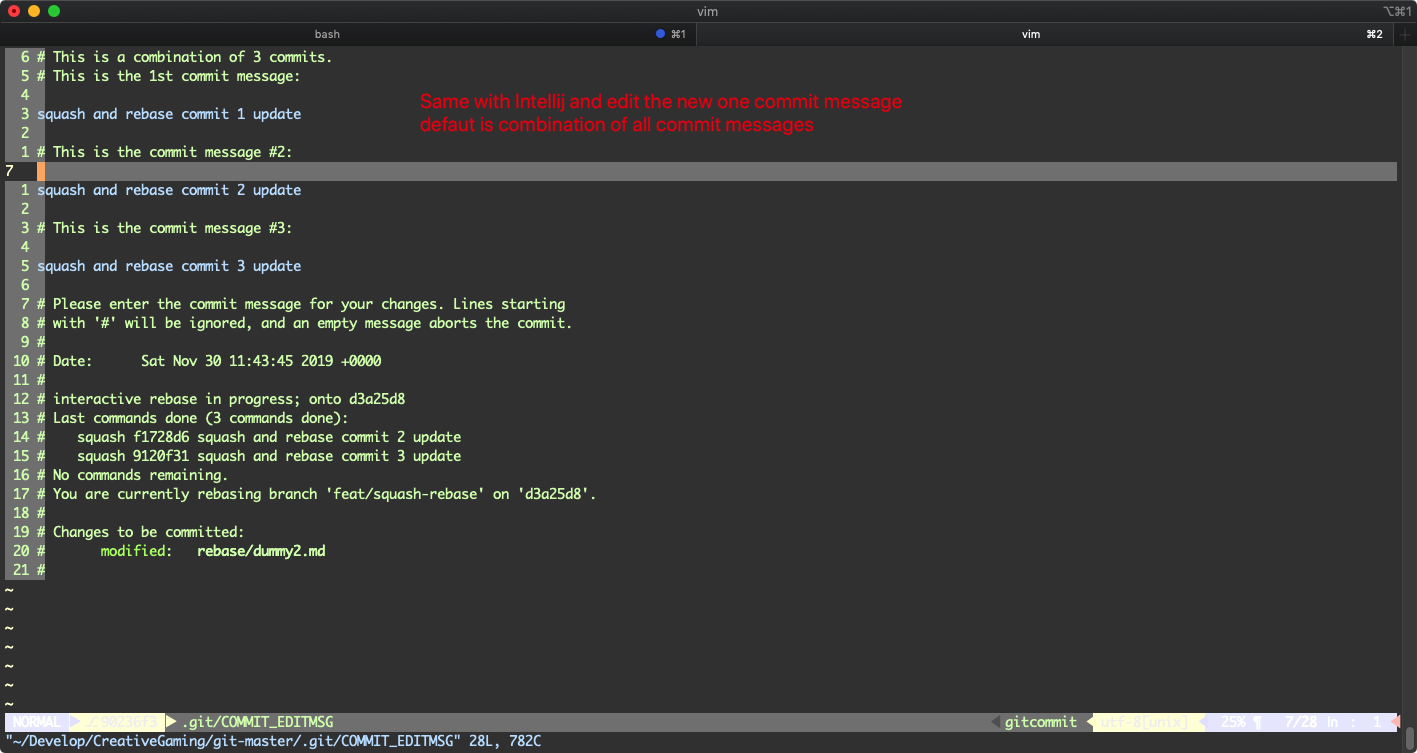 vim
⌥⌘1
bash
⌘1
vim
⌘2
6 # This is a combination of 3 commits.
5 # This is the 1st commit message:
4
3 squash and rebase commit 1 update
2
1 # This is the commit message #2:
7
1 squash and rebase commit 2 update
2
3 # This is the commit message #3:
4
5 squash and rebase commit 3 update
6
7 # Please enter the commit message for your changes. Lines starting
8 # with '#' will be ignored, and an empty message aborts the commit.
9 #
10 # Date:      Sat Nov 30 11:43:45 2019 +0000
11 #
12 # interactive rebase in progress; onto d3a25d8
13 # Last commands done (3 commands done):
14 #    squash f1728d6 squash and rebase commit 2 update
15 #    squash 9120f31 squash and rebase commit 3 update
16 # No commands remaining.
17 # You are currently rebasing branch 'feat/squash-rebase' on 'd3a25d8'.
18 #
19 # Changes to be committed:
20 #       modified:   rebase/dummy2.md
21 #
~
~
~
~
~
~
~
Same with Intellij and edit the new one commit message
defaut is combination of all commit messages
NORMAL 90236f3 .git/COMMIT_EDITMSG gitcommit utf-8[unix] 25% ¶ 7/28 ln : 1
"~/Develop/CreativeGaming/git-master/.git/COMMIT_EDITMSG" 28L, 782C